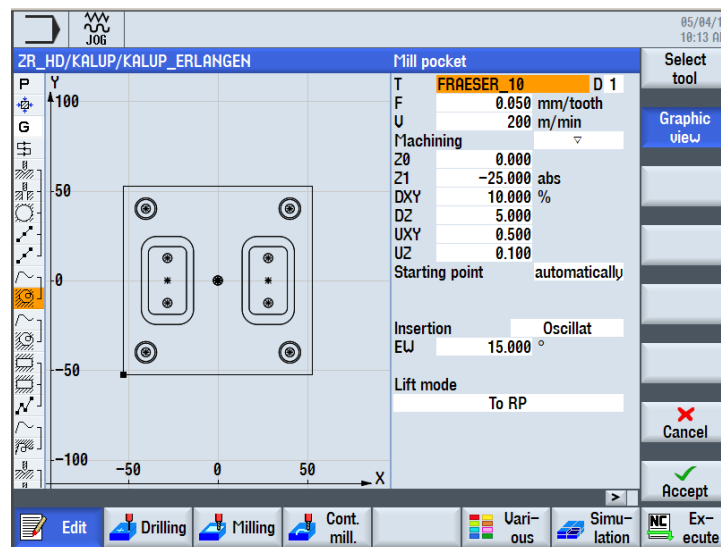 JOG
05/04/1
10:13 A
ZR_HD/KALUP/KALUP_ERLANGEN
Mill pocket
Select
tool
P
G
Y
100
50
0
-50
-100
-50
0
50
X
T FRAESER_10 D 1
F 0.050 mm/tooth
V 200 m/min
Machining ▽
Z0 0.000
Z1 -25.000 abs
DXY 10.000 %
DZ 5.000
UXY 0.500
UZ 0.100
Starting point automatically
Insertion Oscillat
EW 15.000 °
Lift mode
To RP
Graphic
view
Cancel
Accept
>
Edit
Drilling
Milling
Cont.
mill.
Vari-
ous
Simu-
lation
NC
Ex-
ecute